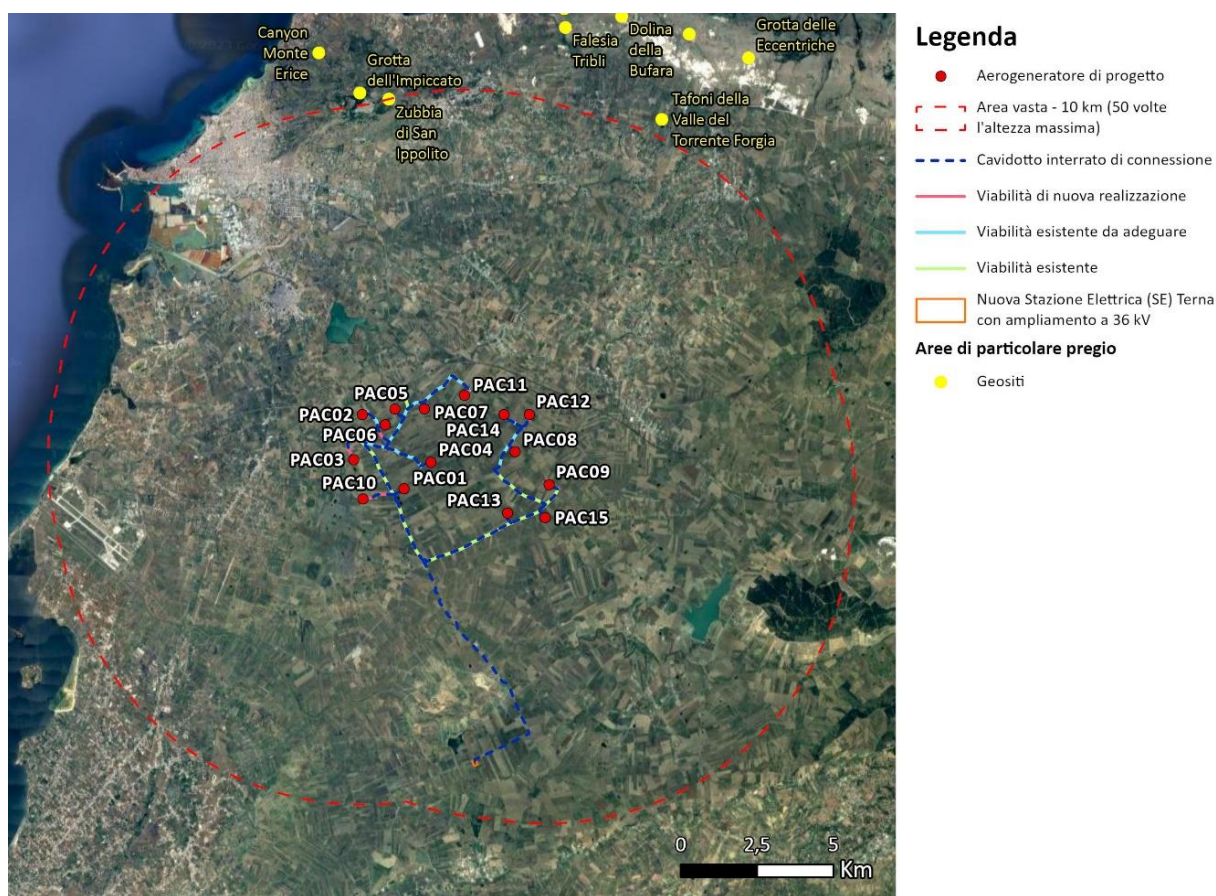 Canyon
Monte
Erice
Grotta
dell'Impiccato
Zubbia
di San
Ippolito
Falesia
Tribli
Dolina
della
Bufara
Grotta delle
Eccentriche
Tafoni della
Valle del
Torrente Forgia
PAC05
PAC11
PAC02
PAC07
PAC12
PAC06
PAC14
PAC08
PAC03
PAC04
PAC10
PAC01
PAC09
PAC13
PAC15
0
2,5
5
Km
Legenda
Aerogeneratore di progetto
Area vasta - 10 km (50 volte
l'altezza massima)
Cavidotto interrato di connessione
Viabilità di nuova realizzazione
Viabilità esistente da adeguare
Viabilità esistente
Nuova Stazione Elettrica (SE) Terna
con ampliamento a 36 kV
Aree di particolare pregio
Geositi